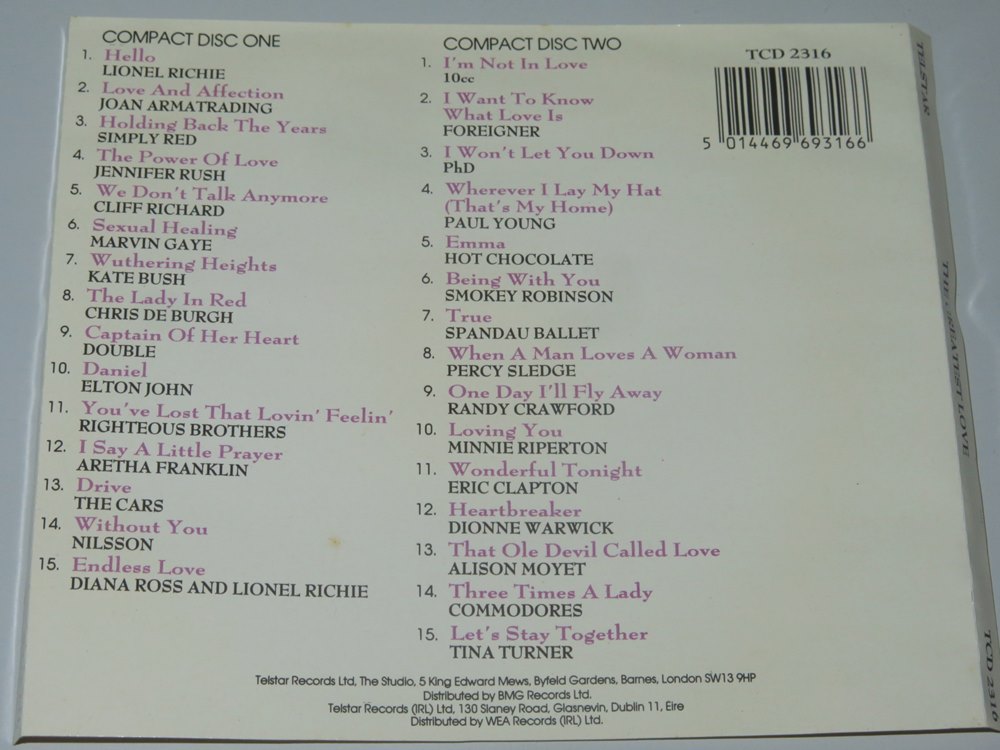 COMPACT DISC ONE
1. Hello
LIONEL RICHIE
2. Love And Affection
JOAN ARMATRADING
3. Holding Back The Years
SIMPLY RED
4. The Power Of Love
JENNIFER RUSH
5. We Don't Talk Anymore
CLIFF RICHARD
6. Sexual Healing
MARVIN GAYE
7. Wuthering Heights
KATE BUSH
8. The Lady In Red
CHRIS DE BURGH
9. Captain Of Her Heart
DOUBLE
10. Daniel
ELTON JOHN
11. You've Lost That Lovin' Feelin'
RIGHTEOUS BROTHERS
12. I Say A Little Prayer
ARETHA FRANKLIN
13. Drive
THE CARS
14. Without You
NILSSON
15. Endless Love
DIANA ROSS AND LIONEL RICHIE
COMPACT DISC TWO
1. I'm Not In Love
10cc
2. I Want To Know
What Love Is
FOREIGNER
3. I Won't Let You Down
PhD
4. Wherever I Lay My Hat
(That's My Home)
PAUL YOUNG
5. Emma
HOT CHOCOLATE
6. Being With You
SMOKEY ROBINSON
7. True
SPANDAU BALLET
8. When A Man Loves A Woman
PERCY SLEDGE
9. One Day I'll Fly Away
RANDY CRAWFORD
10. Loving You
MINNIE RIPERTON
11. Wonderful Tonight
ERIC CLAPTON
12. Heartbreaker
DIONNE WARWICK
13. That Ole Devil Called Love
ALISON MOYET
14. Three Times A Lady
COMMODORES
15. Let's Stay Together
TINA TURNER
TCD 2316
5 014469 693166
Telstar Records Ltd, The Studio, 5 King Edward Mews, Byfeld Gardens, Barnes, London SW13 9HP
Distributed by BMG Records Ltd.
Telstar Records (IRL) Ltd, 130 Slaney Road, Glasnevin, Dublin 11, Eire
Distributed by WEA Records (IRL) Ltd.
TELSTAR
THE GREATEST LOVE
TCD 2316